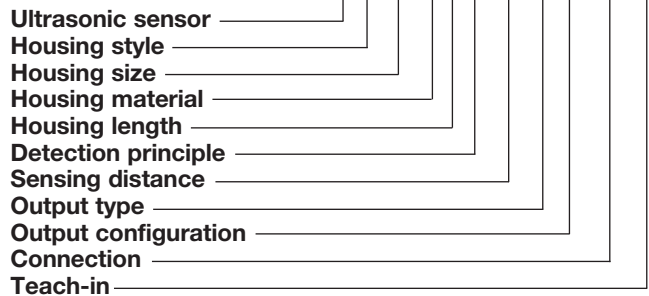 Ultrasonic sensor
Housing style
Housing size
Housing material
Housing length
Detection principle
Sensing distance
Output type
Output configuration
Connection
Teach-in